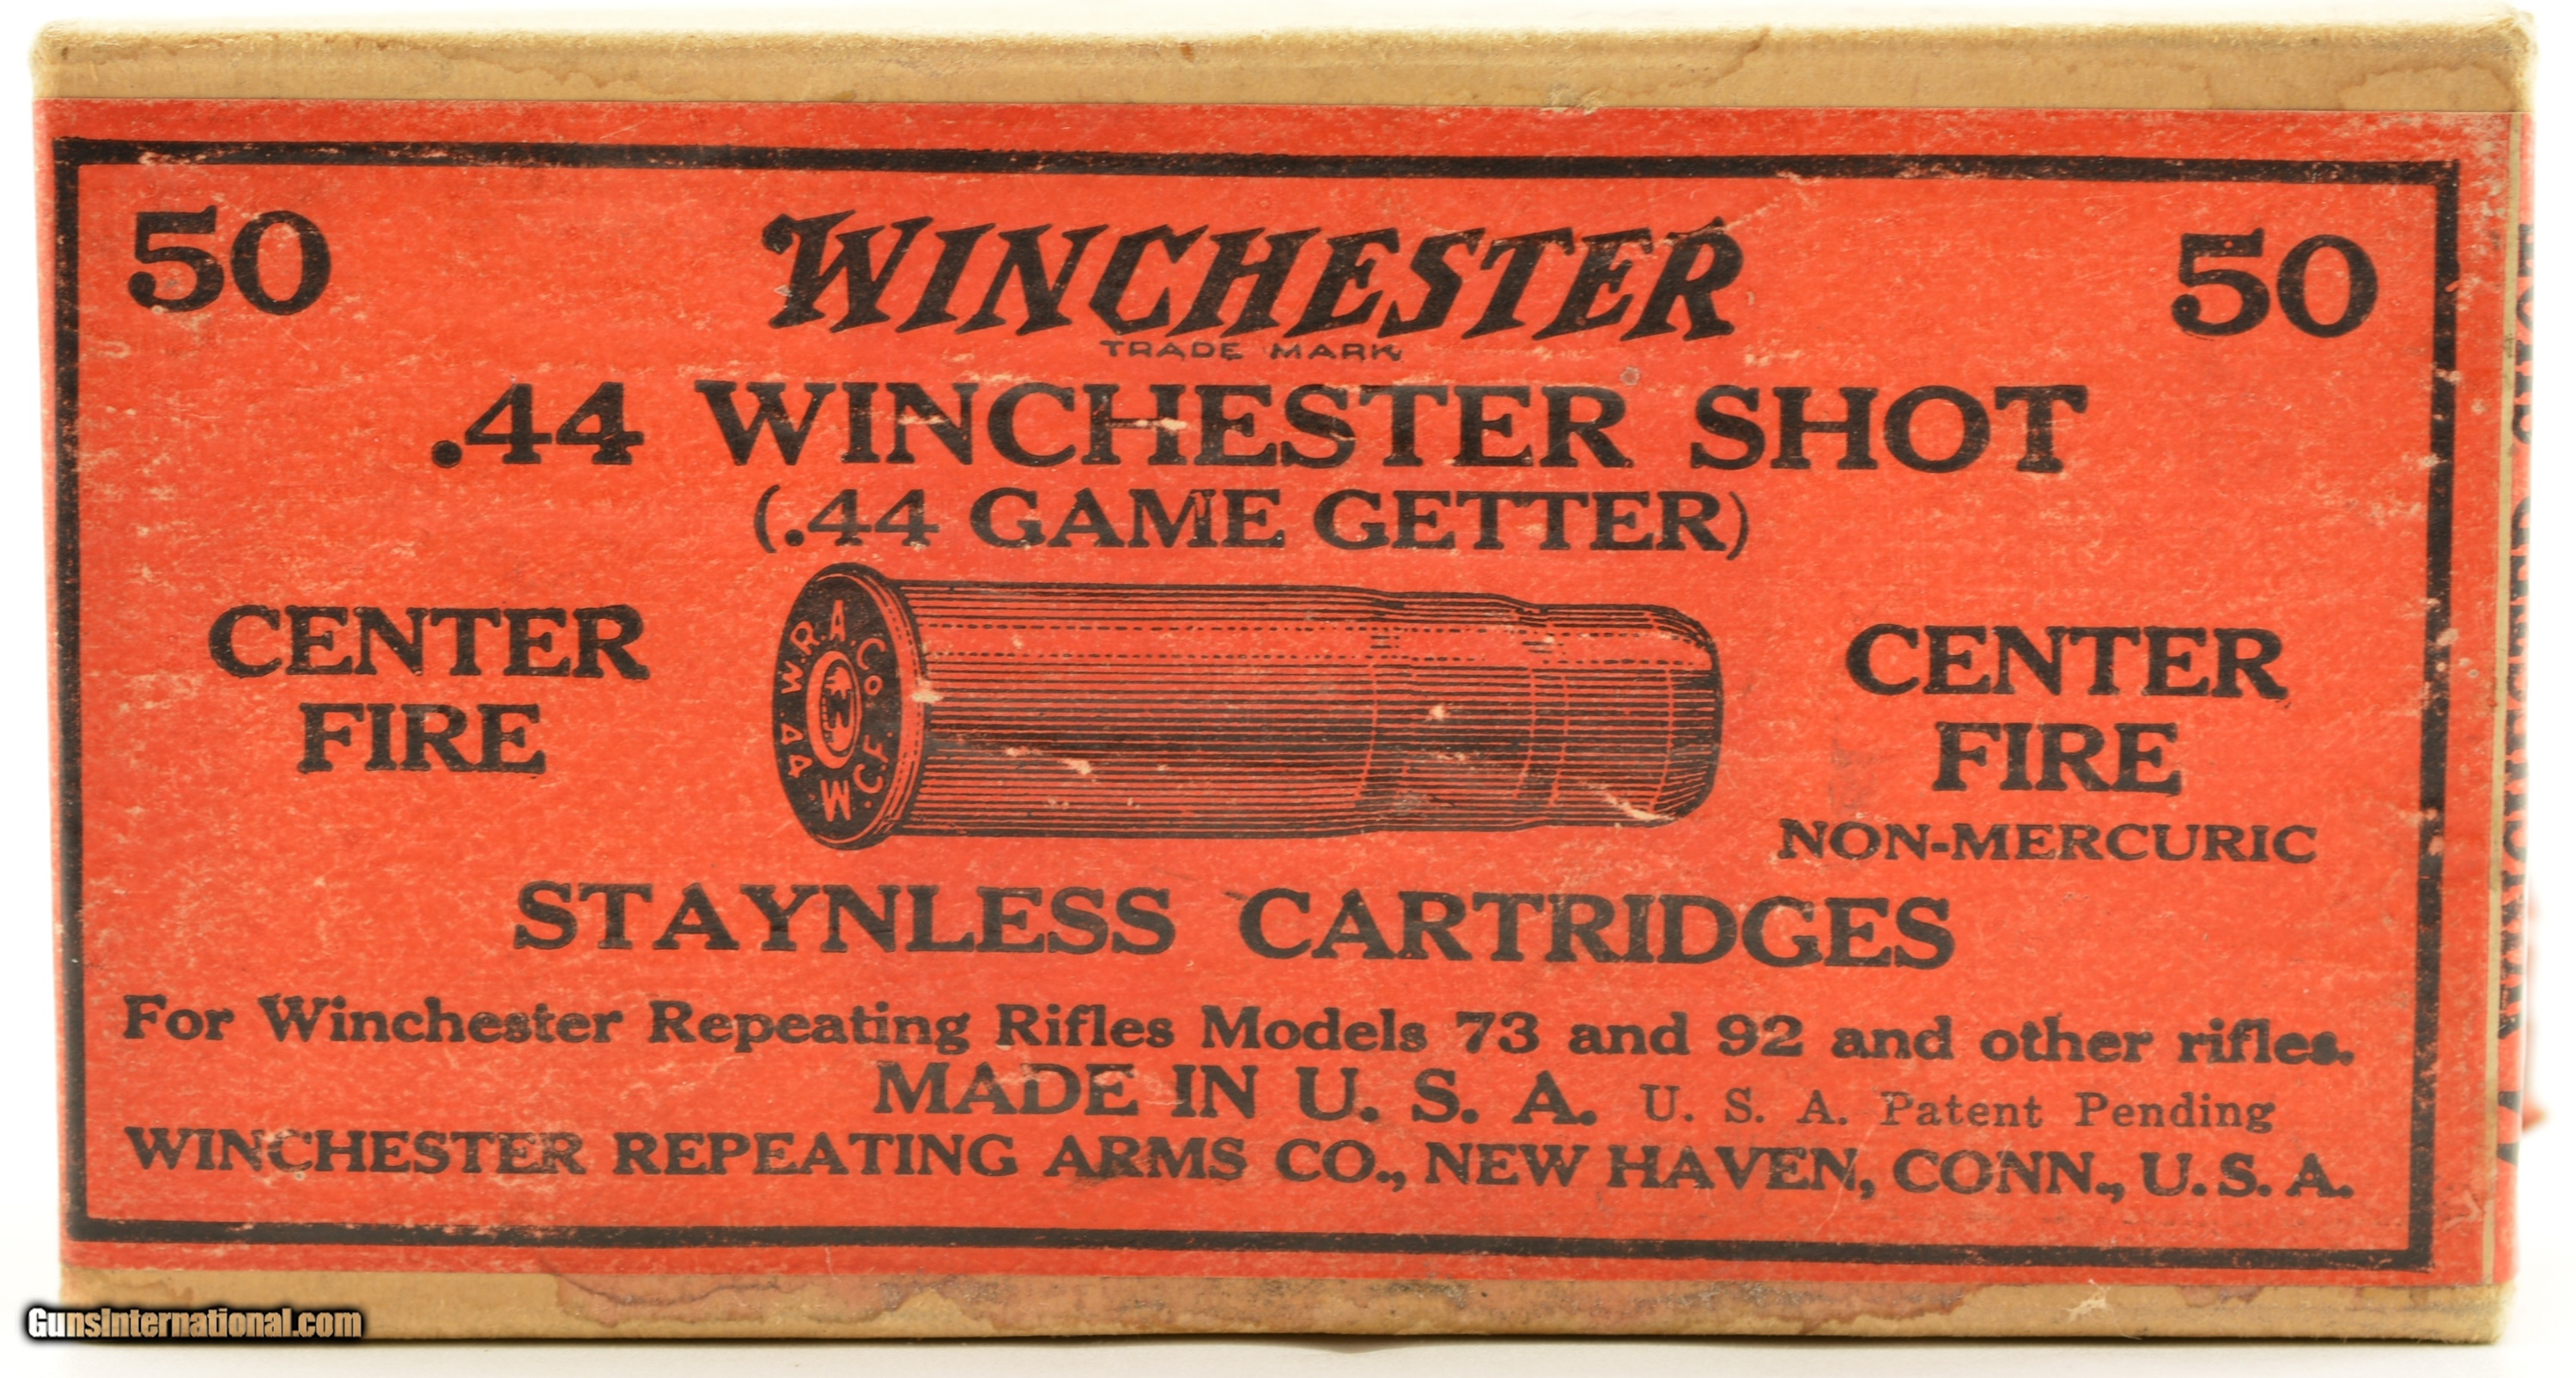 50 WINCHESTER 50
TRADE MARK
.44 WINCHESTER SHOT
(.44 GAME GETTER)
CENTER FIRE
W.R.A. Co. 44 W.C.F.
W
CENTER FIRE
NON-MERCURIC
STAYNLESS CARTRIDGES
For Winchester Repeating Rifles Models 73 and 92 and other rifles.
MADE IN U. S. A. U. S. A. Patent Pending
WINCHESTER REPEATING ARMS CO., NEW HAVEN, CONN., U. S. A.
GunsInternational.com